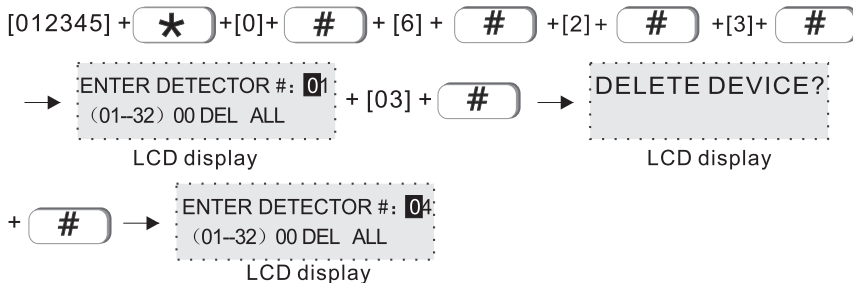 [012345] + * +[0]+ # + [6] + # +[2]+ # +[3]+ #
ENTER DETECTOR #: 01
(01--32) 00 DEL ALL
+ [03] + #
DELETE DEVICE?
LCD display
LCD display
+ #
ENTER DETECTOR #: 04
(01--32) 00 DEL ALL
LCD display